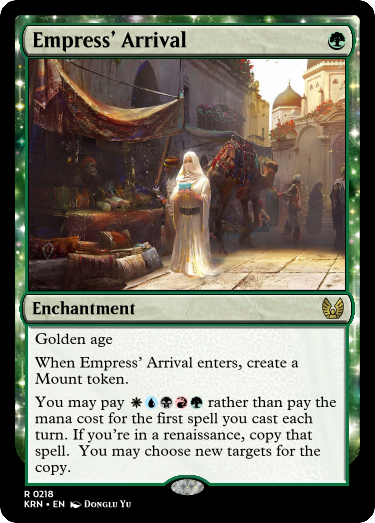 Empress' Arrival
Enchantment
Golden age
When Empress' Arrival enters, create a
Mount token.
You may pay rather than pay the
mana cost for the first spell you cast each
turn. If you're in a renaissance, copy that
spell.  You may choose new targets for the
copy.
R 0218
KRN • EN Donglu Yu